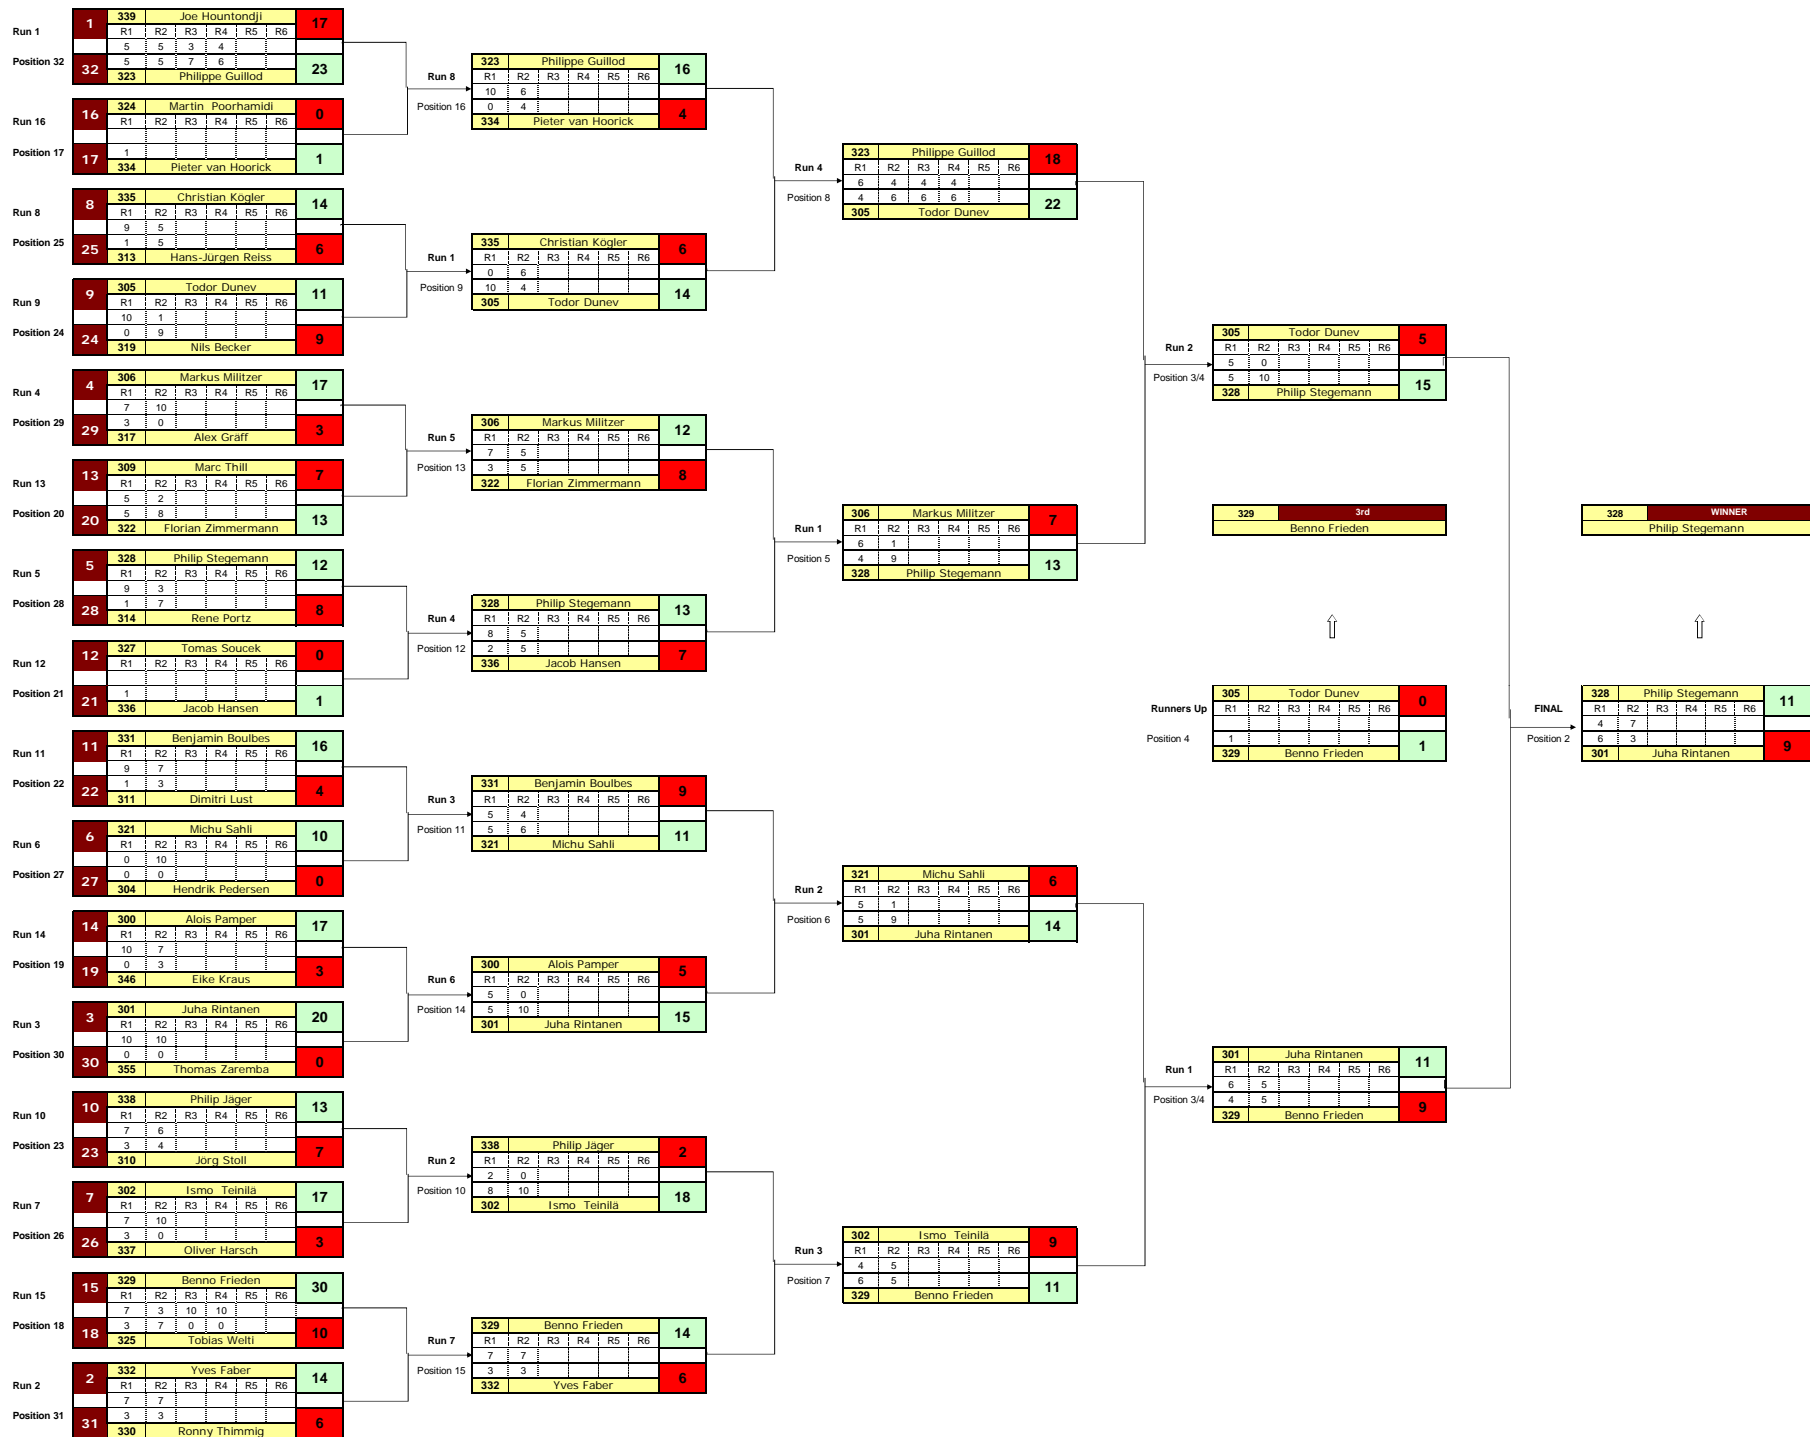 1 339 Joe Hountondji 17
Run 1 R1 R2 R3 R4 R5 R6
5 5 3 4
Position 32 5 5 7 6
32 323 Philippe Guillod 23
16 324 Martin Poorhamidi 0
Run 16 R1 R2 R3 R4 R5 R6
Position 17 1
17 334 Pieter van Hoorick 1
8 335 Christian Kögler 14
Run 8 R1 R2 R3 R4 R5 R6
9 5
Position 25 1 5
25 313 Hans-Jürgen Reiss 6
9 305 Todor Dunev 11
Run 9 R1 R2 R3 R4 R5 R6
10 1
Position 24 0 9
24 319 Nils Becker 9
4 306 Markus Militzer 17
Run 4 R1 R2 R3 R4 R5 R6
7 10
Position 29 3 0
29 317 Alex Gräff 3
13 309 Marc Thill 7
Run 13 R1 R2 R3 R4 R5 R6
5 2
Position 20 5 8
20 322 Florian Zimmermann 13
5 328 Philip Stegemann 12
Run 5 R1 R2 R3 R4 R5 R6
9 3
Position 28 1 7
28 314 Rene Portz 8
12 327 Tomas Soucek 0
Run 12 R1 R2 R3 R4 R5 R6
Position 21 1
21 336 Jacob Hansen 1
11 331 Benjamin Boulbes 16
Run 11 R1 R2 R3 R4 R5 R6
9 7
Position 22 1 3
22 311 Dimitri Lust 4
6 321 Michu Sahli 10
Run 6 R1 R2 R3 R4 R5 R6
0 10
Position 27 0 0
27 304 Hendrik Pedersen 0
14 300 Alois Pamper 17
Run 14 R1 R2 R3 R4 R5 R6
10 7
Position 19 0 3
19 346 Eike Kraus 3
3 301 Juha Rintanen 20
Run 3 R1 R2 R3 R4 R5 R6
10 10
Position 30 0 0
30 355 Thomas Zaremba 0
10 338 Philip Jäger 13
Run 10 R1 R2 R3 R4 R5 R6
7 6
Position 23 3 4
23 310 Jörg Stoll 7
7 302 Ismo Teinilä 17
Run 7 R1 R2 R3 R4 R5 R6
7 10
Position 26 3 0
26 337 Oliver Harsch 3
15 329 Benno Frieden 30
Run 15 R1 R2 R3 R4 R5 R6
7 3 10 10
Position 18 3 7 0 0
18 325 Tobias Welti 10
2 332 Yves Faber 14
Run 2 R1 R2 R3 R4 R5 R6
7 7
Position 31 3 3
31 330 Ronny Thimmig 6
323 Philippe Guillod 16
Run 8 R1 R2 R3 R4 R5 R6
10 6
Position 16 0 4
334 Pieter van Hoorick 4
335 Christian Kögler 6
Run 1 R1 R2 R3 R4 R5 R6
0 6
Position 9 10 4
305 Todor Dunev 14
306 Markus Militzer 12
Run 5 R1 R2 R3 R4 R5 R6
7 5
Position 13 3 5
322 Florian Zimmermann 8
328 Philip Stegemann 13
Run 4 R1 R2 R3 R4 R5 R6
8 5
Position 12 2 5
336 Jacob Hansen 7
331 Benjamin Boulbes 9
Run 3 R1 R2 R3 R4 R5 R6
5 4
Position 11 5 6
321 Michu Sahli 11
300 Alois Pamper 5
Run 6 R1 R2 R3 R4 R5 R6
5 0
Position 14 5 10
301 Juha Rintanen 15
338 Philip Jäger 2
Run 2 R1 R2 R3 R4 R5 R6
2 0
Position 10 8 10
302 Ismo Teinilä 18
329 Benno Frieden 14
Run 7 R1 R2 R3 R4 R5 R6
7 7
Position 15 3 3
332 Yves Faber 6
323 Philippe Guillod 18
Run 4 R1 R2 R3 R4 R5 R6
6 4 4 4
Position 8 4 6 6 6
305 Todor Dunev 22
306 Markus Militzer 7
Run 1 R1 R2 R3 R4 R5 R6
6 1
Position 5 4 9
328 Philip Stegemann 13
321 Michu Sahli 6
Run 2 R1 R2 R3 R4 R5 R6
5 1
Position 6 5 9
301 Juha Rintanen 14
302 Ismo Teinilä 9
Run 3 R1 R2 R3 R4 R5 R6
4 5
Position 7 6 5
329 Benno Frieden 11
305 Todor Dunev 5
Run 2 R1 R2 R3 R4 R5 R6
5 0
Position 3/4 5 10
328 Philip Stegemann 15
329 3rd
Benno Frieden
305 Todor Dunev 0
Runners Up R1 R2 R3 R4 R5 R6
Position 4 1
329 Benno Frieden 1
301 Juha Rintanen 11
Run 1 R1 R2 R3 R4 R5 R6
6 5
Position 3/4 4 5
329 Benno Frieden 9
328 WINNER
Philip Stegemann
328 Philip Stegemann 11
FINAL R1 R2 R3 R4 R5 R6
4 7
Position 2 6 3
301 Juha Rintanen 9